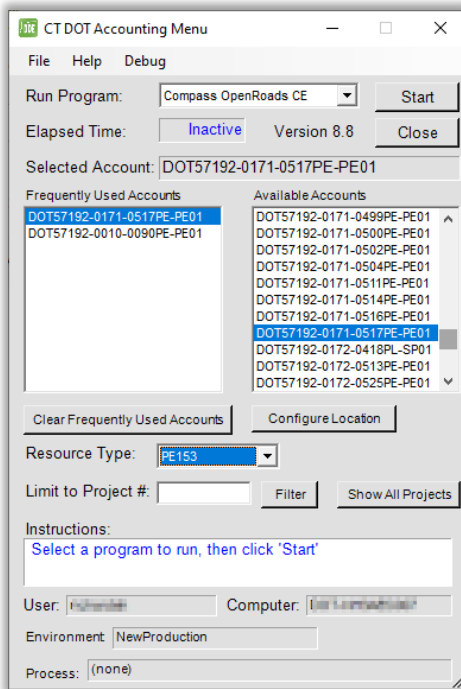 CT DOT Accounting Menu
File Help Debug
Run Program: Compass OpenRoads CE Start
Elapsed Time: Inactive Version 8.8 Close
Selected Account: DOT57192-0171-0517PE-PE01
Frequently Used Accounts Available Accounts
DOT57192-0171-0517PE-PE01 DOT57192-0171-0499PE-PE01
DOT57192-0010-0090PE-PE01 DOT57192-0171-0500PE-PE01
DOT57192-0171-0502PE-PE01
DOT57192-0171-0504PE-PE01
DOT57192-0171-0511PE-PE01
DOT57192-0171-0514PE-PE01
DOT57192-0171-0516PE-PE01
DOT57192-0171-0517PE-PE01
DOT57192-0172-0418PL-SP01
DOT57192-0172-0513PE-PE01
DOT57192-0172-0525PE-PE01
Clear Frequently Used Accounts Configure Location
Resource Type: PE153
Limit to Project #: Filter Show All Projects
Instructions:
Select a program to run, then click 'Start'
User: Computer:
Environment NewProduction
Process: (none)